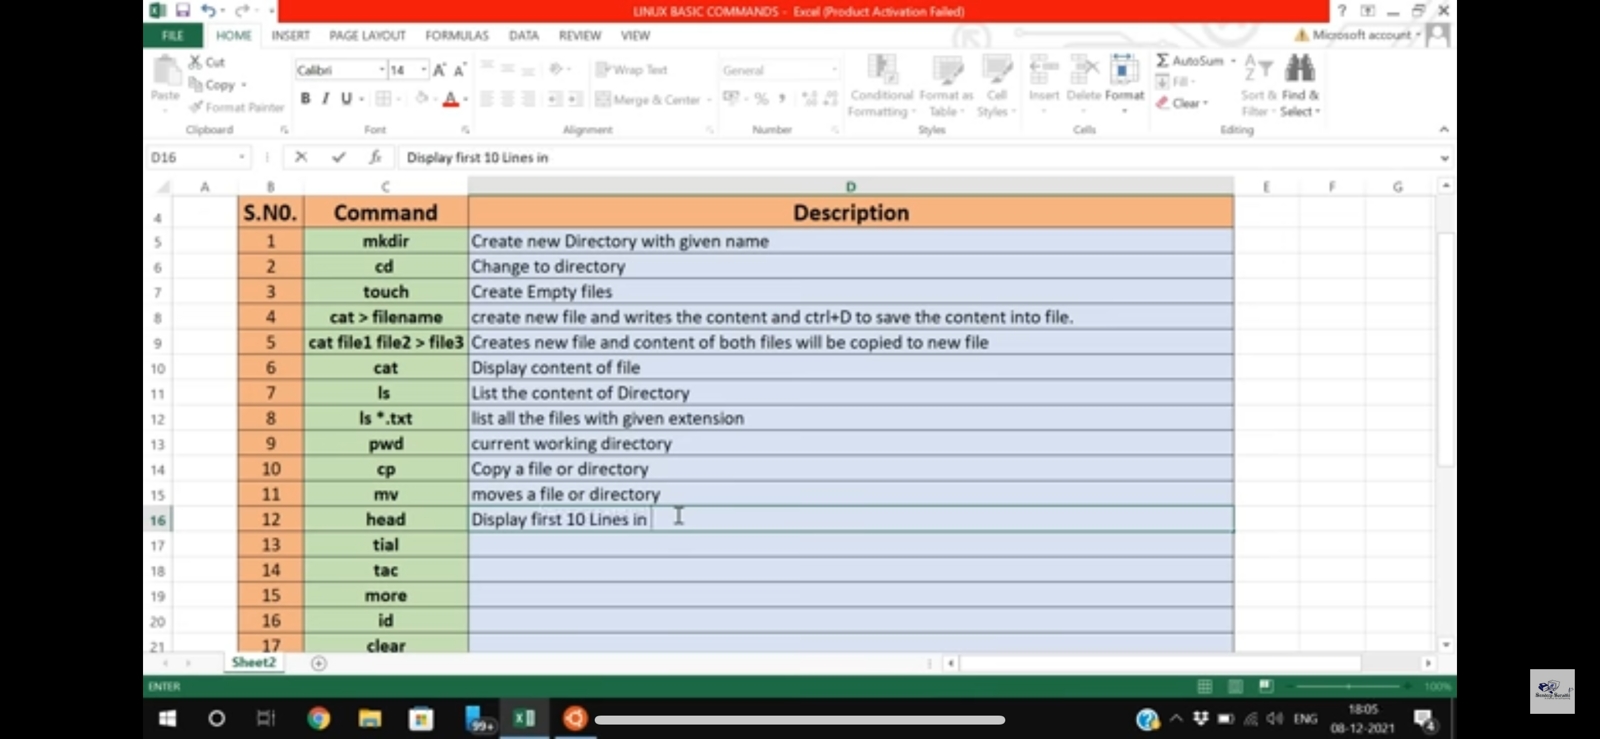 LINUX BASIC COMMANDS - Excel (Product Activation Failed)
FILE HOME INSERT PAGE LAYOUT FORMULAS DATA REVIEW VIEW Microsoft account
Cut
Copy
Format Painter
Paste
Clipboard
Calibri 14
B I U
Font
Wrap Text
Merge & Center
Alignment
General
Number
Conditional Formatting
Format as Table
Cell Styles
Styles
Insert Delete Format
Cells
AutoSum
Fill
Clear
Sort & Filter
Find & Select
Editing
D16 fx Display first 10 Lines in
A B C D E F G
4 S.N0. Command Description
5 1 mkdir Create new Directory with given name
6 2 cd Change to directory
7 3 touch Create Empty files
8 4 cat > filename create new file and writes the content and ctrl+D to save the content into file.
9 5 cat file1 file2 > file3 Creates new file and content of both files will be copied to new file
10 6 cat Display content of file
11 7 ls List the content of Directory
12 8 ls *.txt list all the files with given extension
13 9 pwd current working directory
14 10 cp Copy a file or directory
15 11 mv moves a file or directory
16 12 head Display first 10 Lines in
17 13 tial
18 14 tac
19 15 more
20 16 id
21 17 clear
Sheet2
ENTER 100%
99+ ENG 18:05
08-12-2021 4